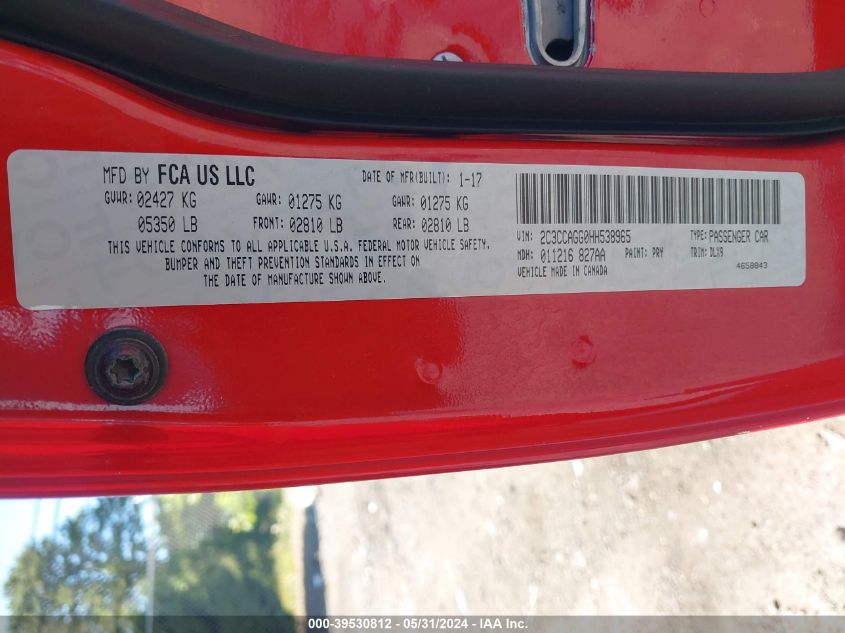 MFD BY FCA US LLC
DATE OF MFR(BUILT): 1-17
GVWR: 02427 KG
GAWR: 01275 KG
GAWR: 01275 KG
05350 LB
FRONT: 02810 LB
REAR: 02810 LB
THIS VEHICLE CONFORMS TO ALL APPLICABLE U.S.A. FEDERAL MOTOR VEHICLE SAFETY,
BUMPER AND THEFT PREVENTION STANDARDS IN EFFECT ON
THE DATE OF MANUFACTURE SHOWN ABOVE.
VIN: 2C3CCAGG0HH538965
TYPE: PASSENGER CAR
MDH: 011216 827AA
PAINT: PRY
TRIM: DLX9
VEHICLE MADE IN CANADA
4658843
000-39530812 - 05/31/2024 - IAA Inc.